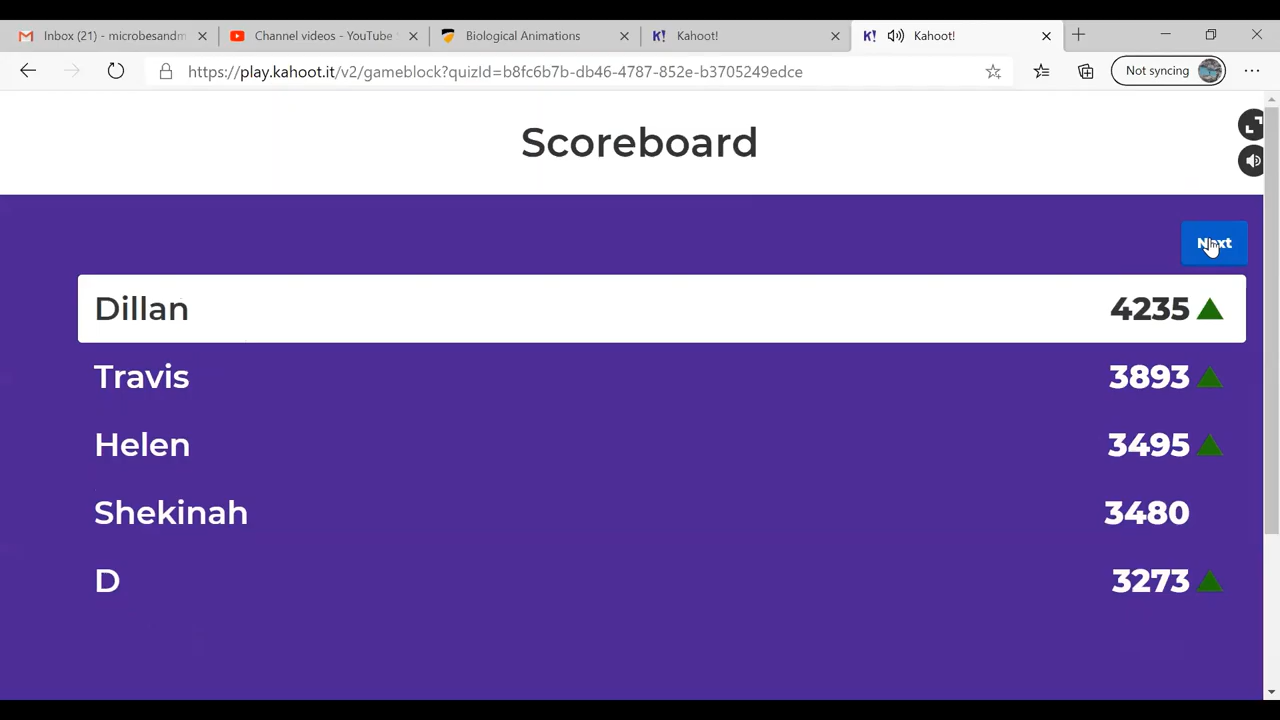 Inbox (21) - microbesandm
Channel videos - YouTube
Biological Animations
K! Kahoot!
K! Kahoot!
https://play.kahoot.it/v2/gameblock?quizId=b8fc6b7b-db46-4787-852e-b3705249edce
Not syncing
Scoreboard
Next
Dillan 4235
Travis 3893
Helen 3495
Shekinah 3480
D 3273